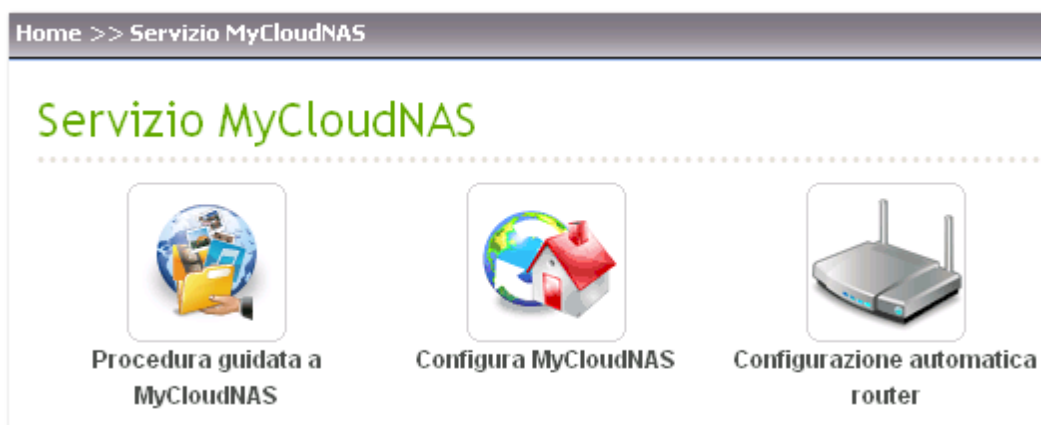 Home >> Servizio MyCloudNAS
Servizio MyCloudNAS
Procedura guidata a
MyCloudNAS
Configura MyCloudNAS
Configurazione automatica
router